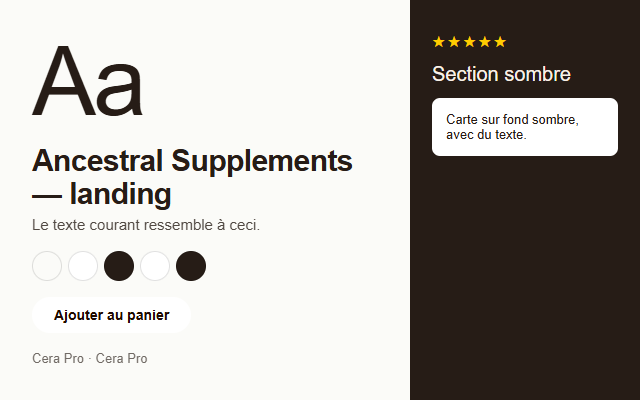 Aa
Ancestral Supplements
— landing
Le texte courant ressemble à ceci.
Ajouter au panier
Cera Pro · Cera Pro
★★★★★
Section sombre
Carte sur fond sombre,
avec du texte.